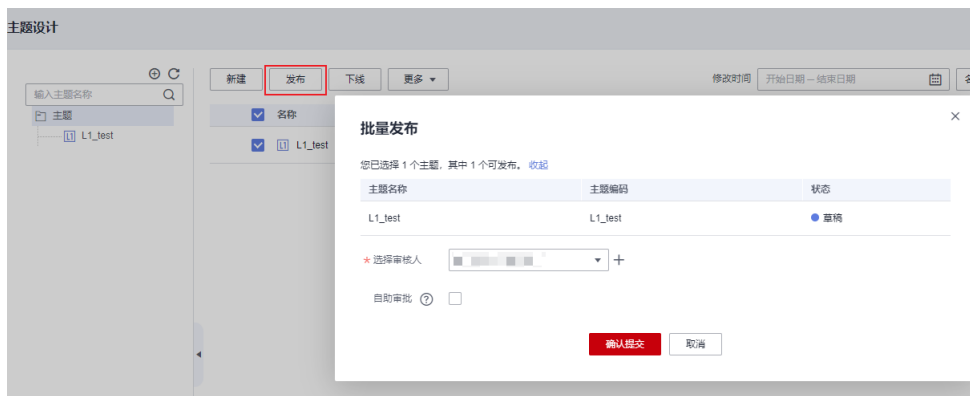 主题设计
新建 发布 下线 更多 修改时间 开始日期 – 结束日期
输入主题名称
主题
L1 L1_test
名称
L1 L1_test
批量发布
您已选择 1 个主题，其中 1 个可发布。 收起
主题名称 主题编码 状态
L1_test L1_test 草稿
* 选择审核人
自助审批 ?
确认提交 取消